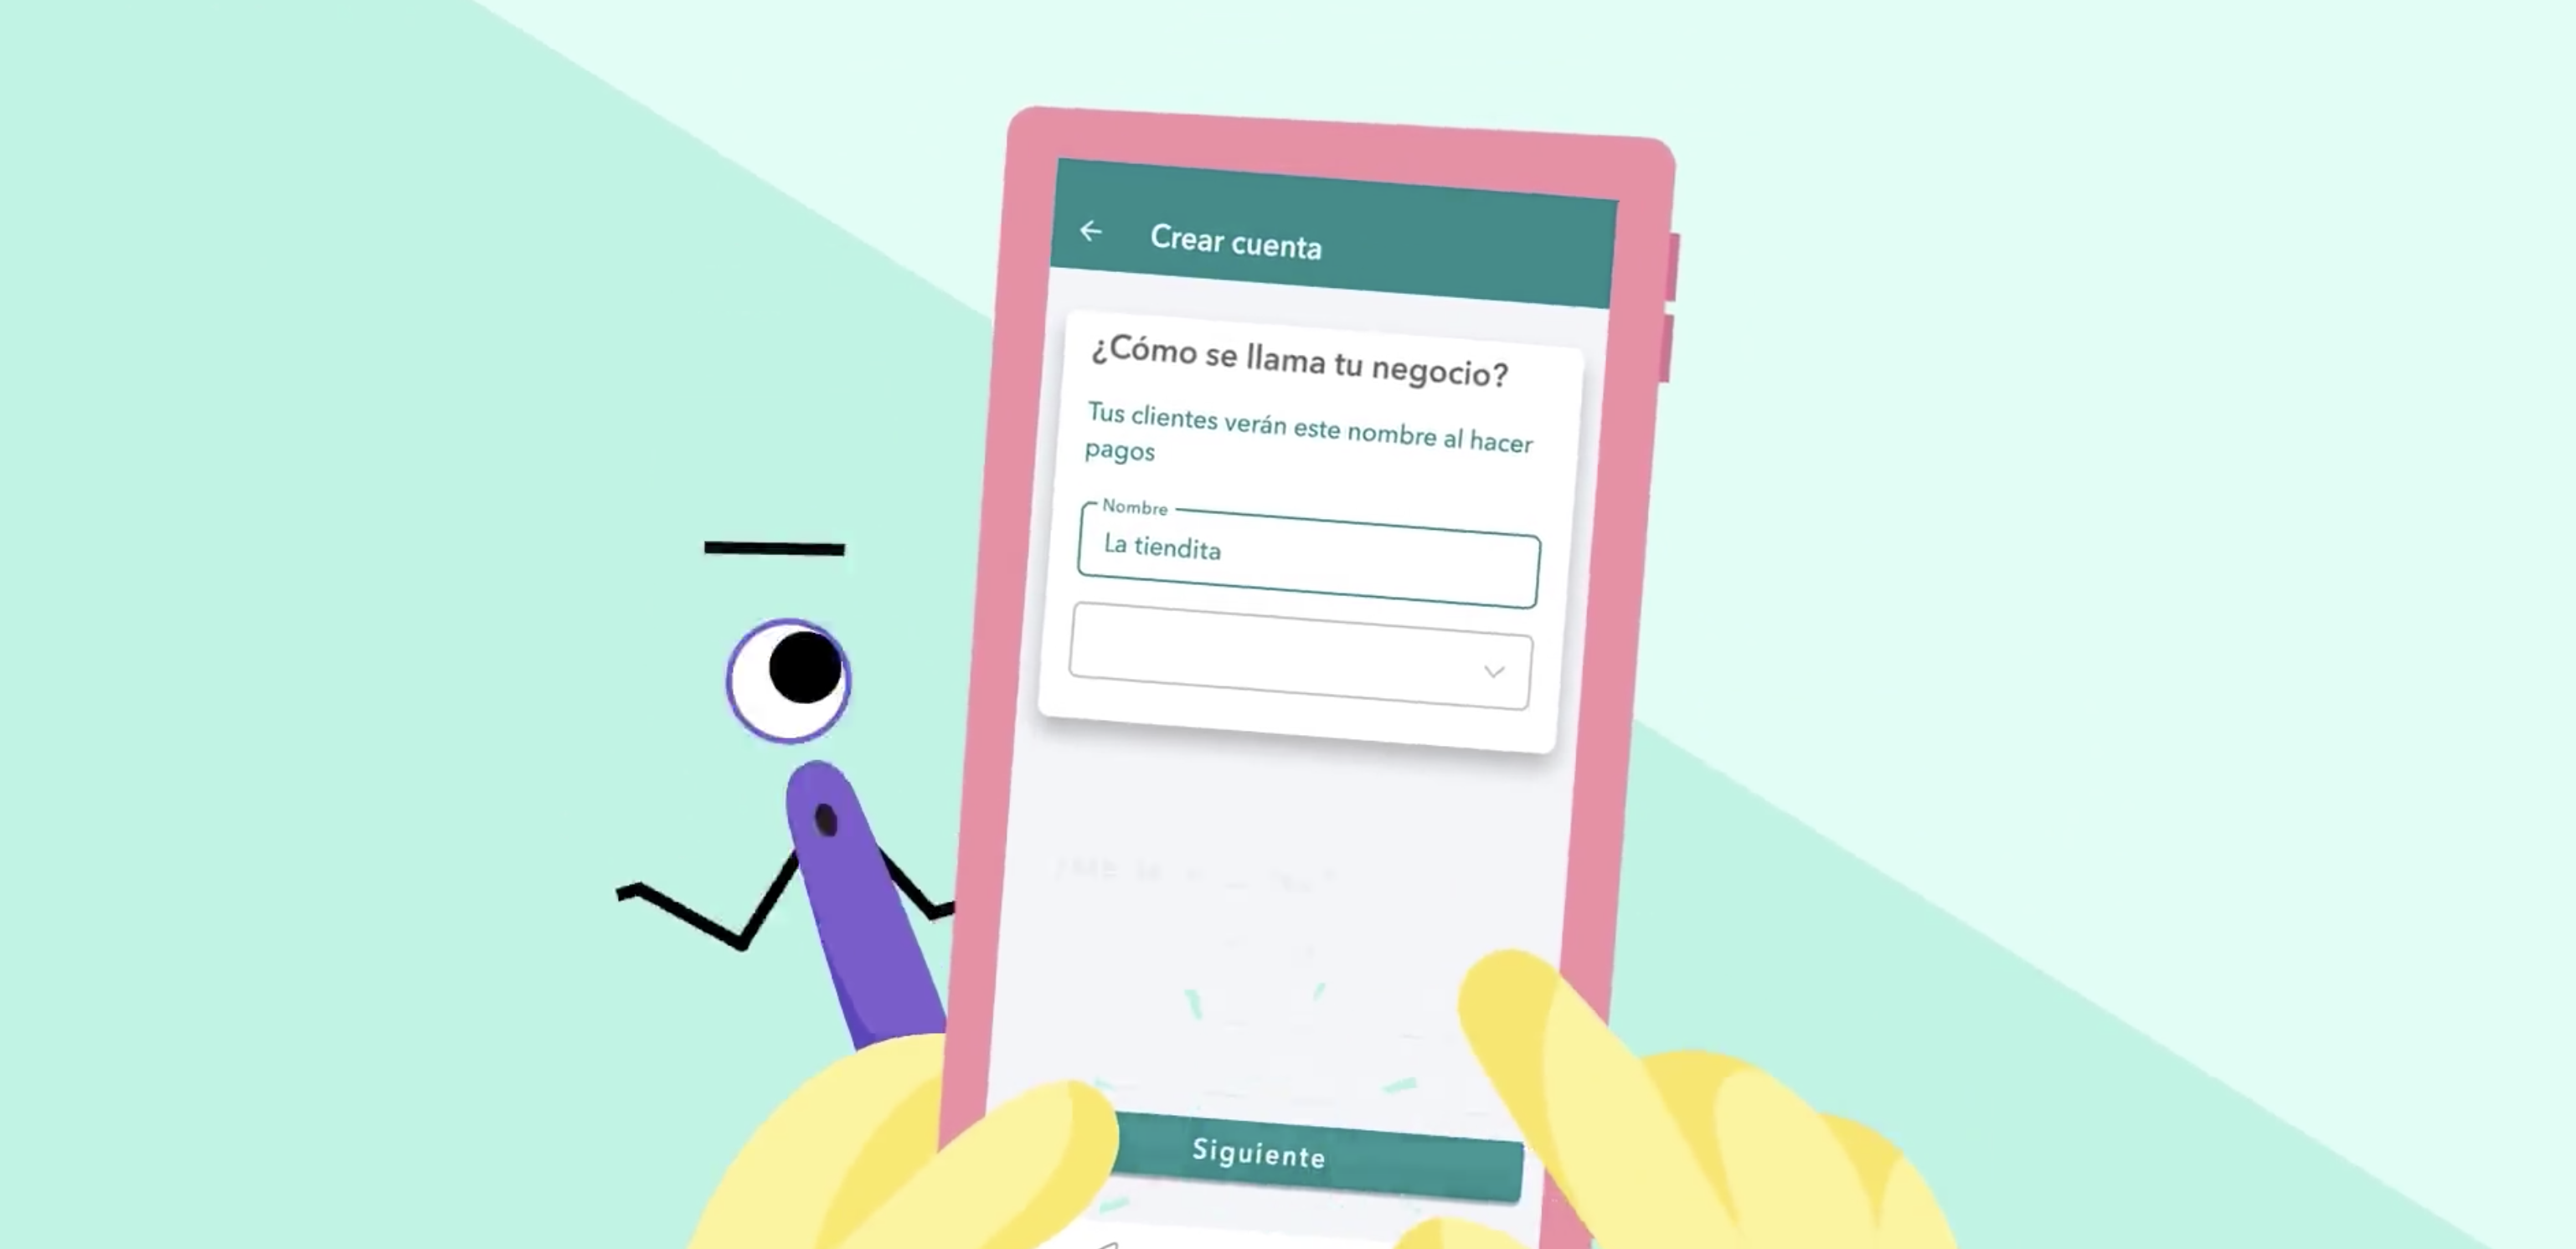 Crear cuenta
¿Cómo se llama tu negocio?
Tus clientes verán este nombre al hacer
pagos
Nombre
La tiendita
Siguiente